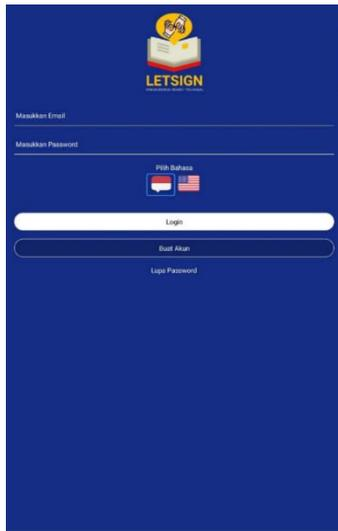 LETSIGN
Masukkan Email
Masukkan Password
Pilih Bahasa
Login
Buat Akun
Lupa Password